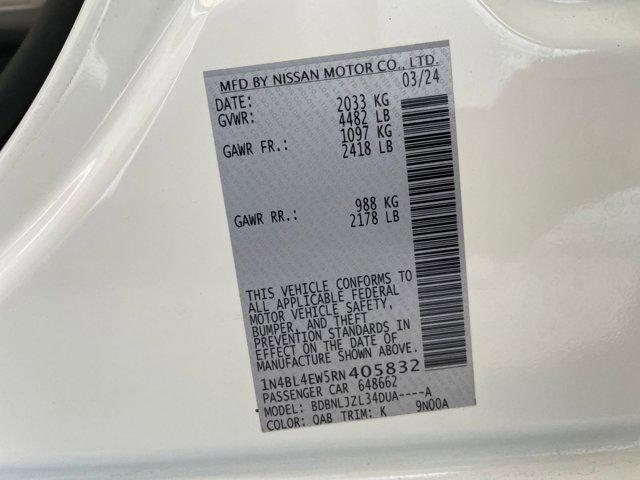 MFD BY NISSAN MOTOR CO., LTD.
DATE: 03/24
GVWR: 2033 KG
4482 LB
GAWR FR.: 1097 KG
2418 LB
GAWR RR.: 988 KG
2178 LB
THIS VEHICLE CONFORMS TO
ALL APPLICABLE FEDERAL
MOTOR VEHICLE SAFETY,
BUMPER, AND THEFT
PREVENTION STANDARDS IN
EFFECT ON THE DATE OF
MANUFACTURE SHOWN ABOVE.
1N4BL4EW5RN405832
PASSENGER CAR 648662
MODEL: BDBNLJZL34DUA----A
COLOR: QAB TRIM: K 9N00A